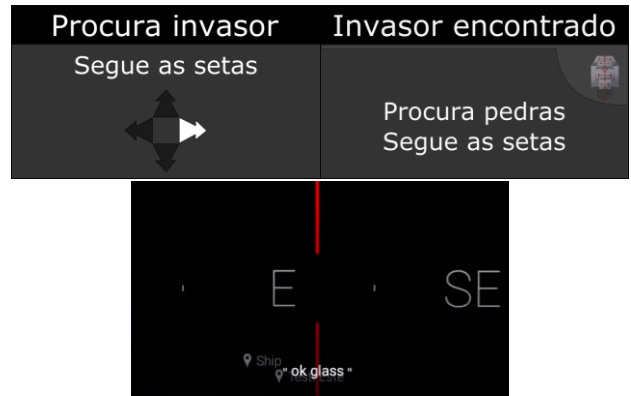 Procura invasor
Segue as setas
Invasor encontrado
Procura pedras
Segue as setas
E
SE
Ship
" ok glass "